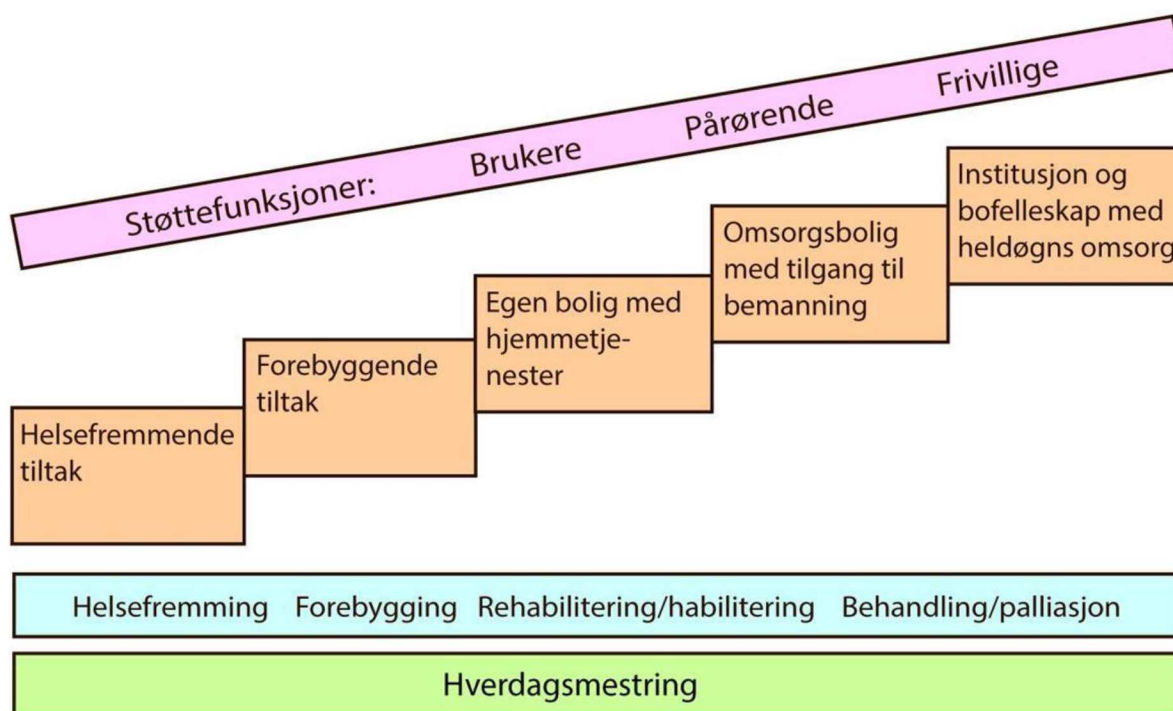 Støttefunksjoner: Brukere Pårørende Frivillige
Helsefremmende
tiltak
Forebyggende
tiltak
Egen bolig med
hjemmetje-
nester
Omsorgsbolig
med tilgang til
bemanning
Institusjon og
bofelleskap med
heldøgns omsorg
Helsefremming Forebygging Rehabilitering/habilitering Behandling/palliasjon
Hverdagsmestring